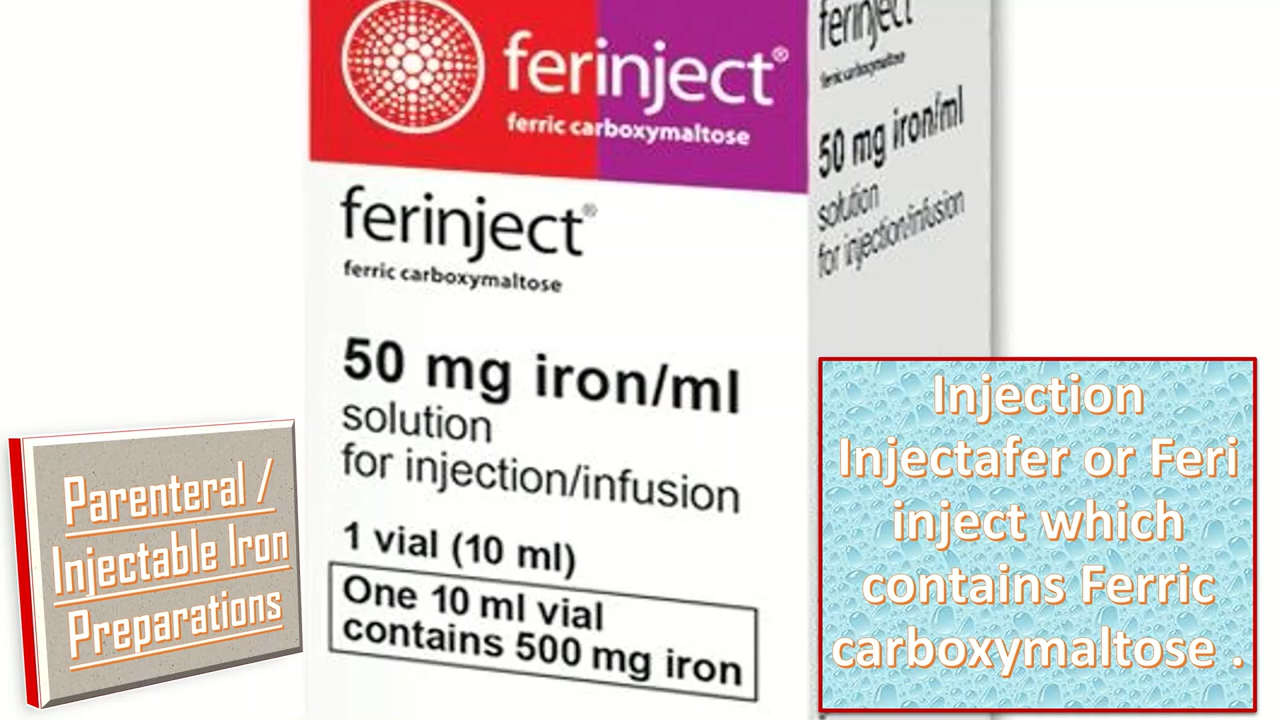 ferinject®
ferric carboxymaltose
ferinject®
ferric carboxymaltose
50 mg iron/ml
solution
for injection/infusion
1 vial (10 ml)
One 10 ml vial
contains 500 mg iron
ferinject
ferric carboxymaltose
50 mg iron/ml
solution
for injection/infusion
Parenteral /
Injectable Iron
Preparations
Injection
Injectafer or Feri
inject which
contains Ferric
carboxymaltose .